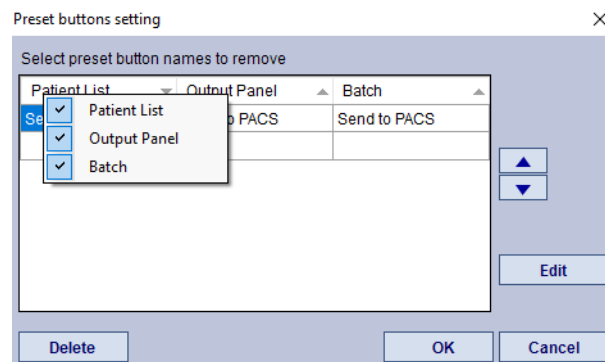 Preset buttons setting
Select preset button names to remove
Patient List Output Panel Batch
Se to PACS Send to PACS
Patient List
Output Panel
Batch
Edit
Delete OK Cancel